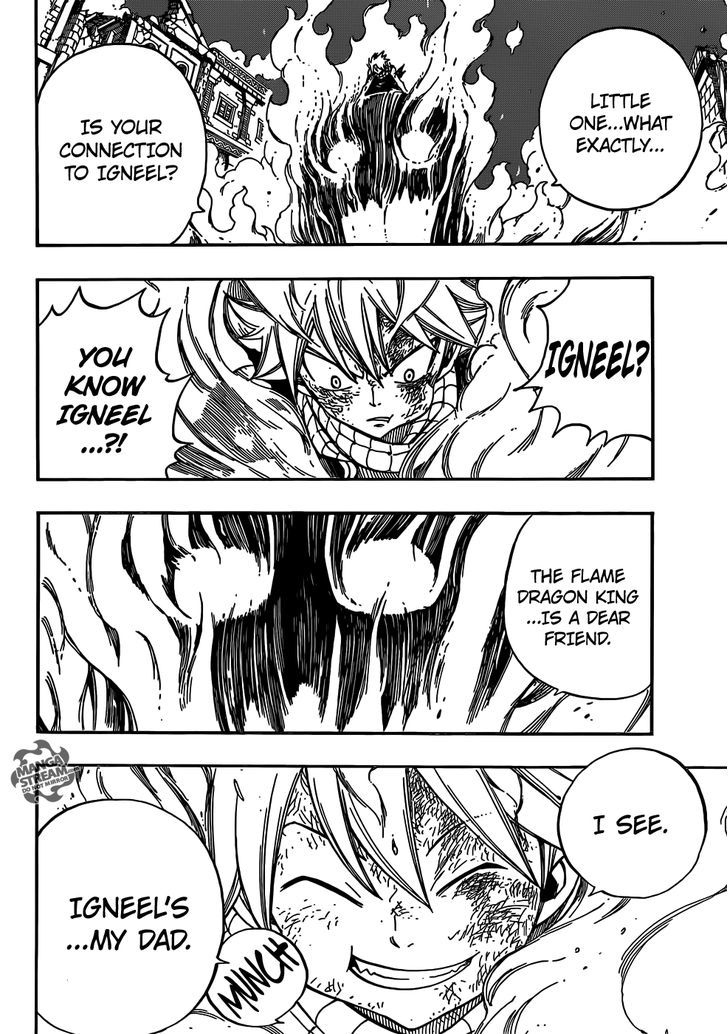 LITTLE
ONE...WHAT
EXACTLY...
IS YOUR
CONNECTION
TO IGNEEL?
IGNEEL?
YOU
KNOW
IGNEEL
...?!
THE FLAME
DRAGON KING
...IS A DEAR
FRIEND.
I SEE.
IGNEEL'S
...MY DAD.
MUNCH
MANGA
STREAM
DO NOT MIRROR